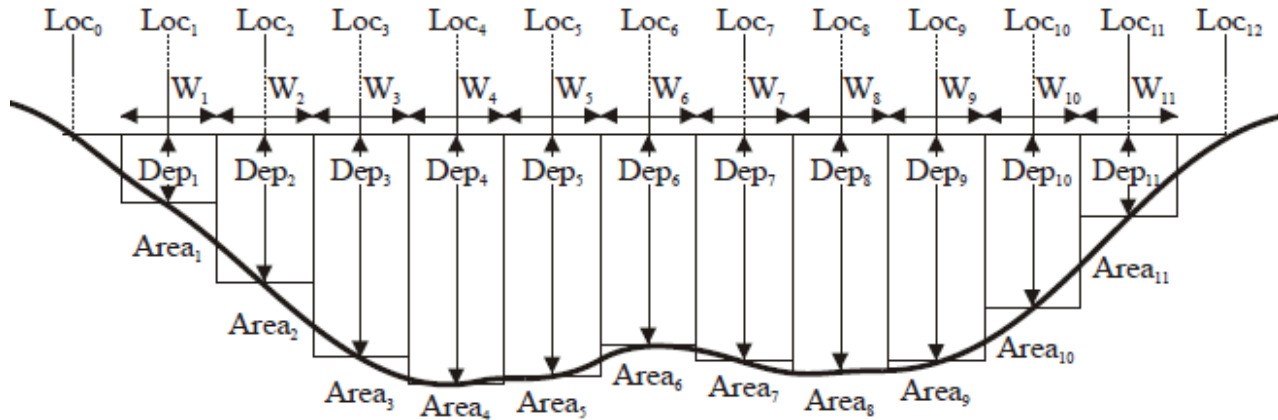 Loc₀ Loc₁ Loc₂ Loc₃ Loc₄ Loc₅ Loc₆ Loc₇ Loc₈ Loc₉ Loc₁₀ Loc₁₁ Loc₁₂
W₁ W₂ W₃ W₄ W₅ W₆ W₇ W₈ W₉ W₁₀ W₁₁
Dep₁ Dep₂ Dep₃ Dep₄ Dep₅ Dep₆ Dep₇ Dep₈ Dep₉ Dep₁₀ Dep₁₁
Area₁ Area₂ Area₃ Area₄ Area₅ Area₆ Area₇ Area₈ Area₉ Area₁₀ Area₁₁